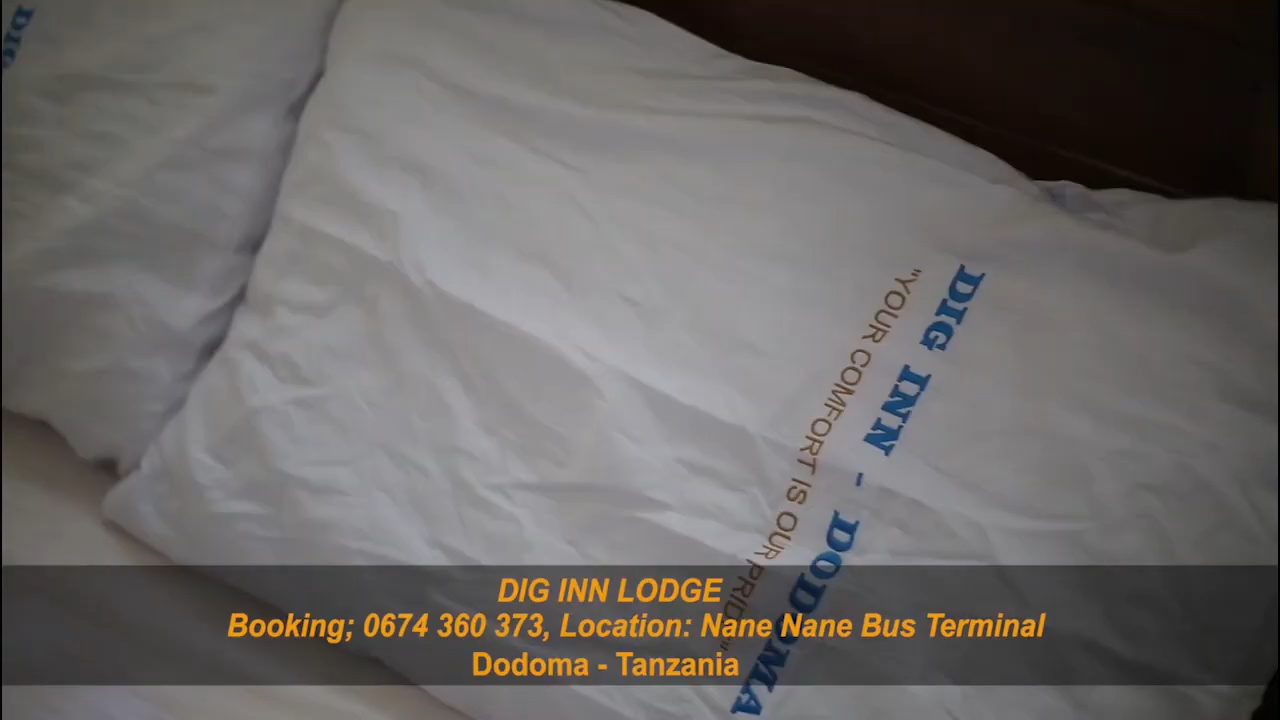 DIG
DIG INN - DODOMA
"YOUR COMFORT IS OUR PRIDE"
DIG INN LODGE
Booking; 0674 360 373, Location: Nane Nane Bus Terminal
Dodoma - Tanzania